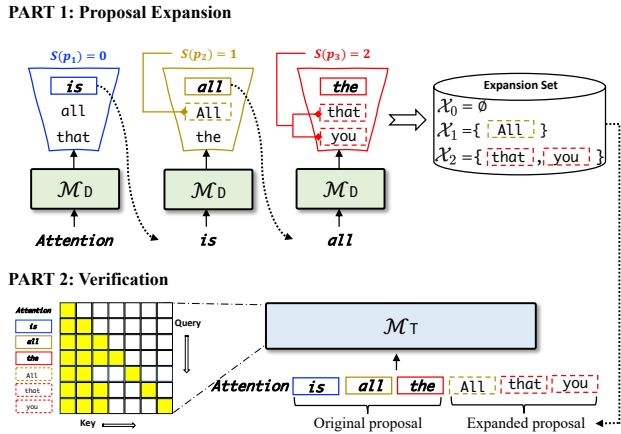 PART 1: Proposal Expansion
S(p₁) = 0
S(p₂) = 1
S(p₃) = 2
is
all
that
all
All
the
the
that
you
Expansion Set
𝒳₀ = ∅
𝒳₁ = { All }
𝒳₂ = { that , you }
ℳD
ℳD
ℳD
Attention
is
all
PART 2: Verification
Attention
is
all
the
All
that
you
Query
Key
ℳT
Attention is all the All that you
Original proposal
Expanded proposal